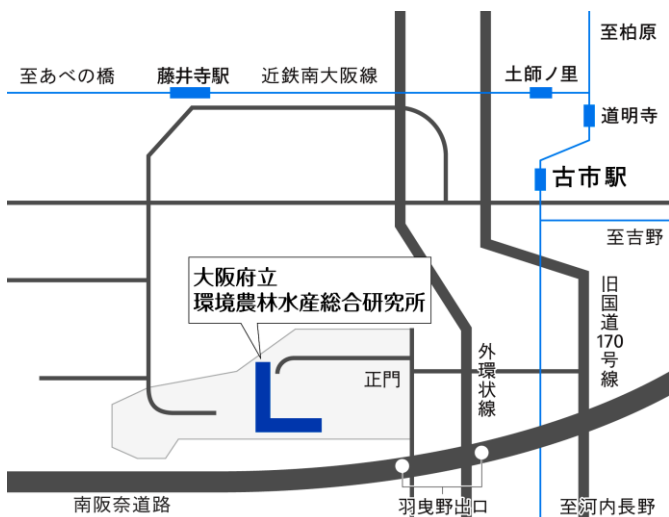 至柏原
至あべの橋
藤井寺駅
近鉄南大阪線
土師ノ里
道明寺
古市駅
至吉野
大阪府立
環境農林水産総合研究所
旧国道170号線
外環状線
正門
南阪奈道路
羽曳野出口
至河内長野